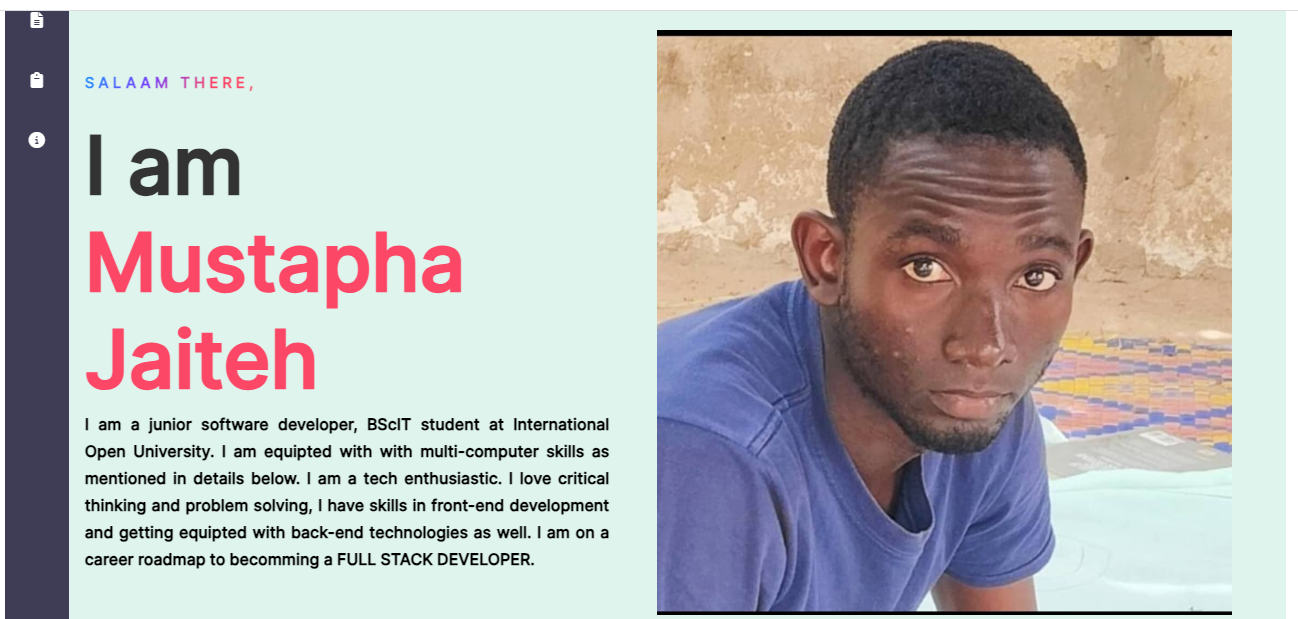 SALAAM THERE,
I am
Mustapha
Jaiteh
I am a junior software developer, BScIT student at International
Open University. I am equipted with with multi-computer skills as
mentioned in details below. I am a tech enthusiastic. I love critical
thinking and problem solving, I have skills in front-end development
and getting equipted with back-end technologies as well. I am on a
career roadmap to becomming a FULL STACK DEVELOPER.